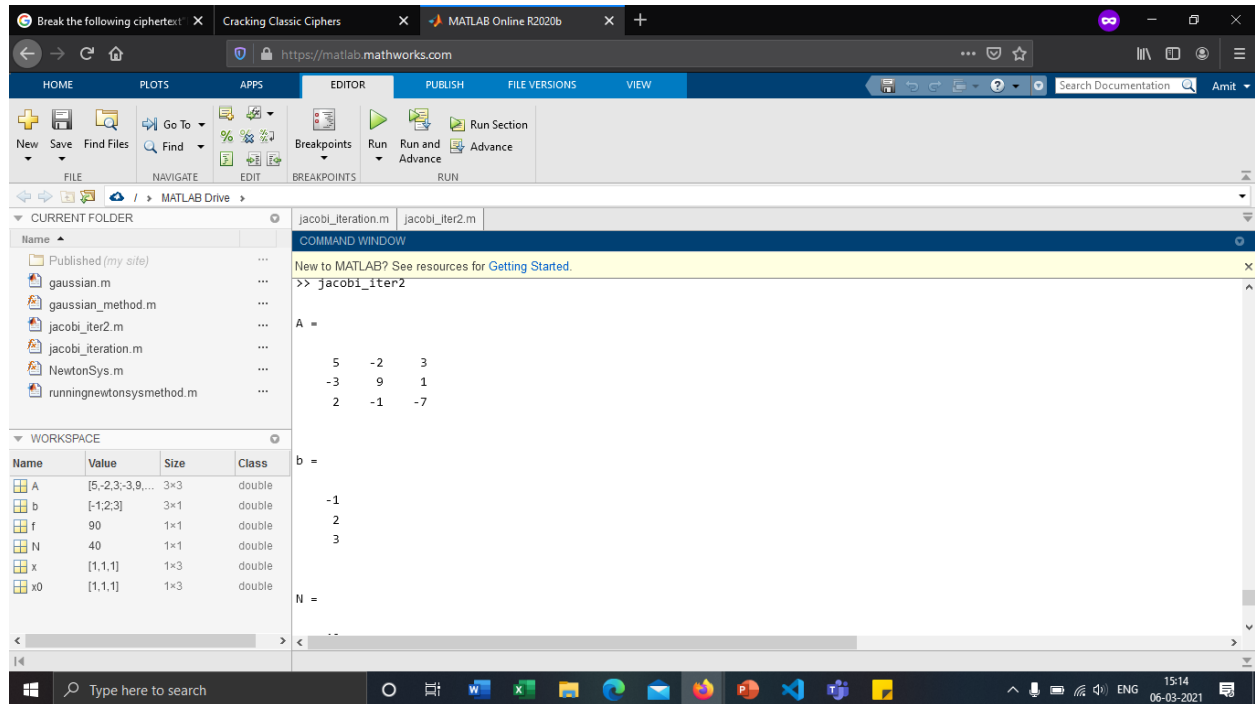 Break the following ciphertext"
Cracking Classic Ciphers
MATLAB Online R2020b
https://matlab.mathworks.com
HOME PLOTS APPS EDITOR PUBLISH FILE VERSIONS VIEW
Search Documentation Amit
New Save Find Files Go To Find
Breakpoints Run Run and Advance Run Section Advance
FILE NAVIGATE EDIT BREAKPOINTS RUN
/ MATLAB Drive
CURRENT FOLDER
Name
Published (my site)
gaussian.m
gaussian_method.m
jacobi_iter2.m
jacobi_iteration.m
NewtonSys.m
runningnewtonsysmethod.m
WORKSPACE
Name Value Size Class
A [5,-2,3;-3,9,... 3×3 double
b [-1;2;3] 3×1 double
f 90 1×1 double
N 40 1×1 double
x [1,1,1] 1×3 double
x0 [1,1,1] 1×3 double
jacobi_iteration.m jacobi_iter2.m
COMMAND WINDOW
New to MATLAB? See resources for Getting Started.
>> jacobi_iter2
A =
5 -2 3
-3 9 1
2 -1 -7
b =
-1
2
3
N =
Type here to search
ENG
15:14
06-03-2021